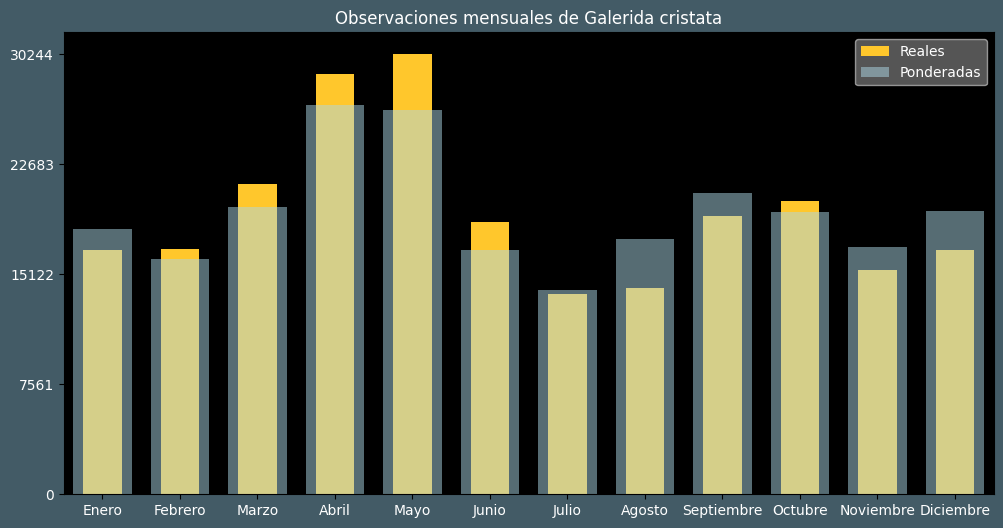 Observaciones mensuales de Galerida cristata
Reales
Ponderadas
30244
22683
15122
7561
0
Enero Febrero Marzo Abril Mayo Junio Julio Agosto Septiembre Octubre Noviembre Diciembre